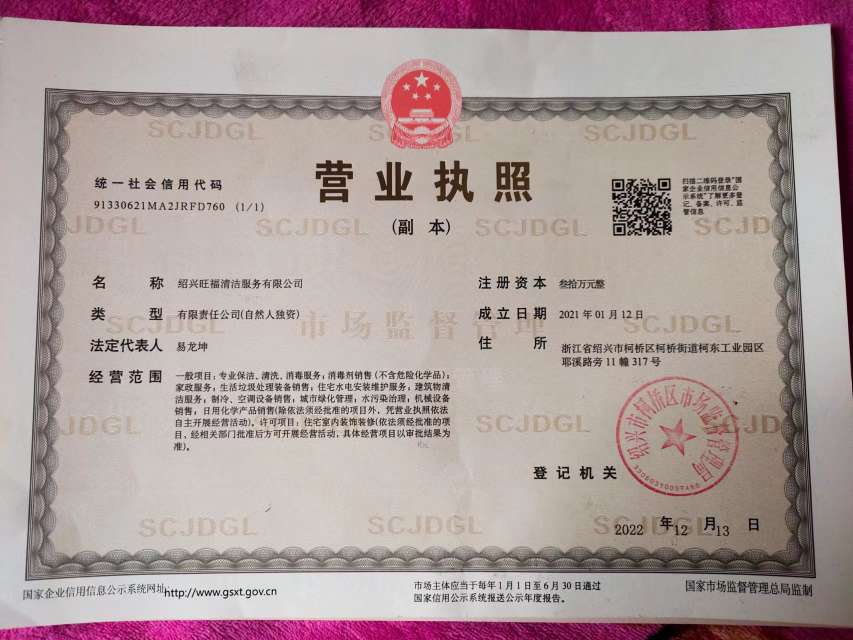 营业执照
(副 本)
统一社会信用代码
91330621MA2JRFD760 (1/1)
扫描二维码登录“国
家企业信用信息公
示系统”了解更多登
记、备案、许可、监
管信息
名 称 绍兴旺福清洁服务有限公司
类 型 有限责任公司(自然人独资)
法定代表人 易龙坤
经营范围 一般项目:专业保洁、清洗、消毒服务;消毒剂销售(不含危险化学品);
家政服务;生活垃圾处理装备销售;住宅水电安装维护服务;建筑物清
洁服务;制冷、空调设备销售;城市绿化管理;水污染治理;机械设备
销售;日用化学产品销售(除依法须经批准的项目外,凭营业执照依法
自主开展经营活动)。许可项目:住宅室内装饰装修(依法须经批准的项
目,经相关部门批准后方可开展经营活动,具体经营项目以审批结果为
准)。
注册资本 叁拾万元整
成立日期 2021年01月12日
住 所 浙江省绍兴市柯桥区柯桥街道柯东工业园区
耶溪路旁11幢317号
登记机关
绍兴市柯桥区市场监督管理局
2022 年 12 月 13 日
国家企业信用信息公示系统网址http://www.gsxt.gov.cn
市场主体应当于每年1月1日至6月30日通过
国家信用公示系统报送公示年度报告。
国家市场监督管理总局监制
SCJDGL
市场监督管理